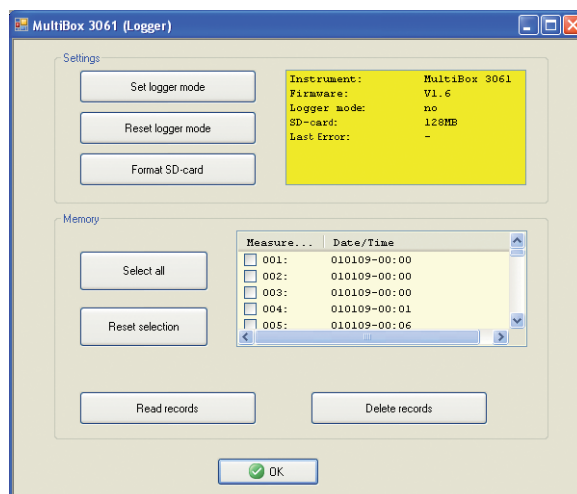 MultiBox 3061 (Logger)
Settings
Set logger mode
Reset logger mode
Format SD-card
Instrument: MultiBox 3061
Firmware: V1.6
Logger mode: no
SD-card: 128MB
Last Error: -
Memory
Select all
Reset selection
Measure... Date/Time
001: 010109-00:00
002: 010109-00:00
003: 010109-00:00
004: 010109-00:01
005: 010109-00:06
Read records
Delete records
OK